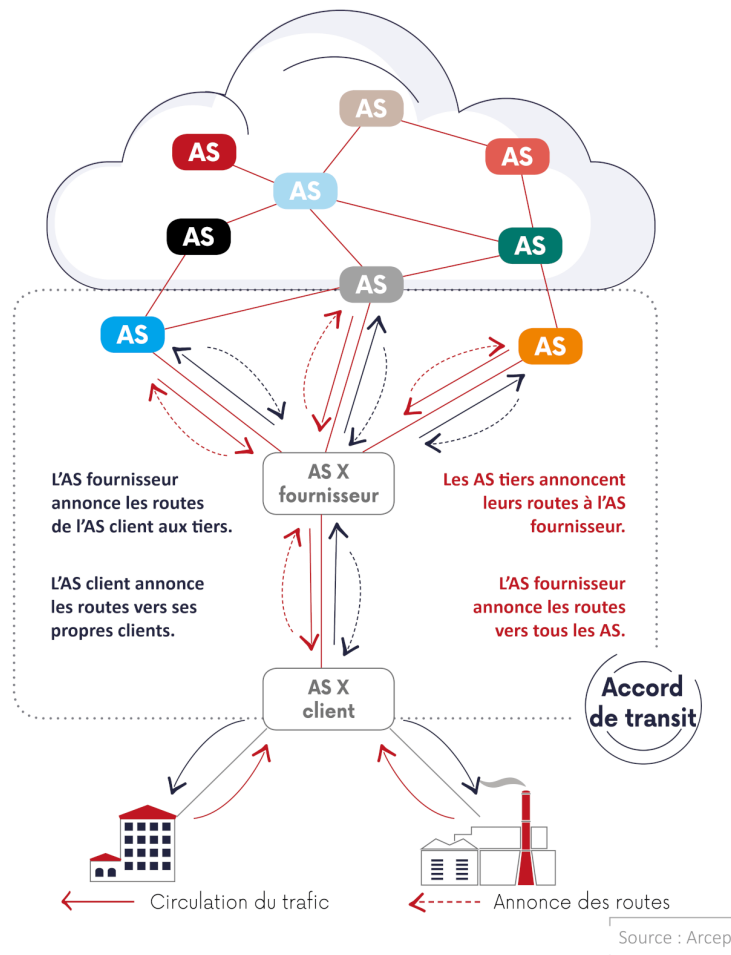 AS
AS
AS
AS
AS
AS
AS
AS
AS
AS X
fournisseur
L'AS fournisseur
annonce les routes
de l'AS client aux tiers.
Les AS tiers annoncent
leurs routes à l'AS
fournisseur.
L'AS client annonce
les routes vers ses
propres clients.
L'AS fournisseur
annonce les routes
vers tous les AS.
AS X
client
Accord
de transit
Circulation du trafic
Annonce des routes
Source : Arcep